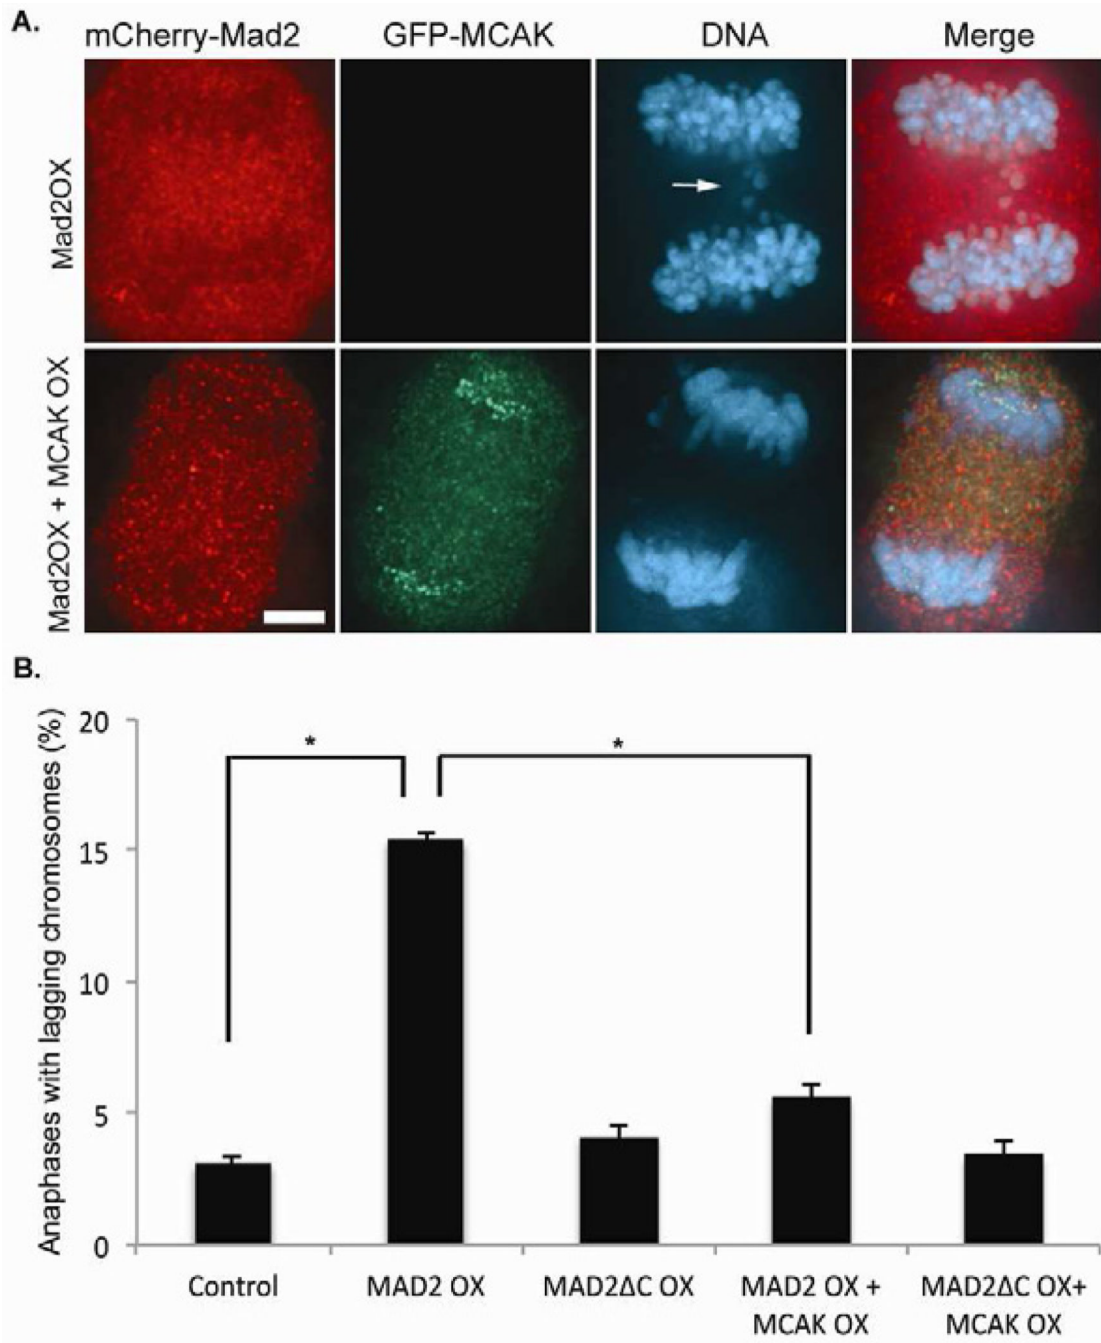 A.
mCherry-Mad2 GFP-MCAK DNA Merge
Mad2OX
Mad2OX + MCAK OX
B.
Anaphases with lagging chromosomes (%)
20
15
10
5
0
*
*
Control MAD2 OX MAD2ΔC OX MAD2 OX + MAD2ΔC OX+
MCAK OX MCAK OX